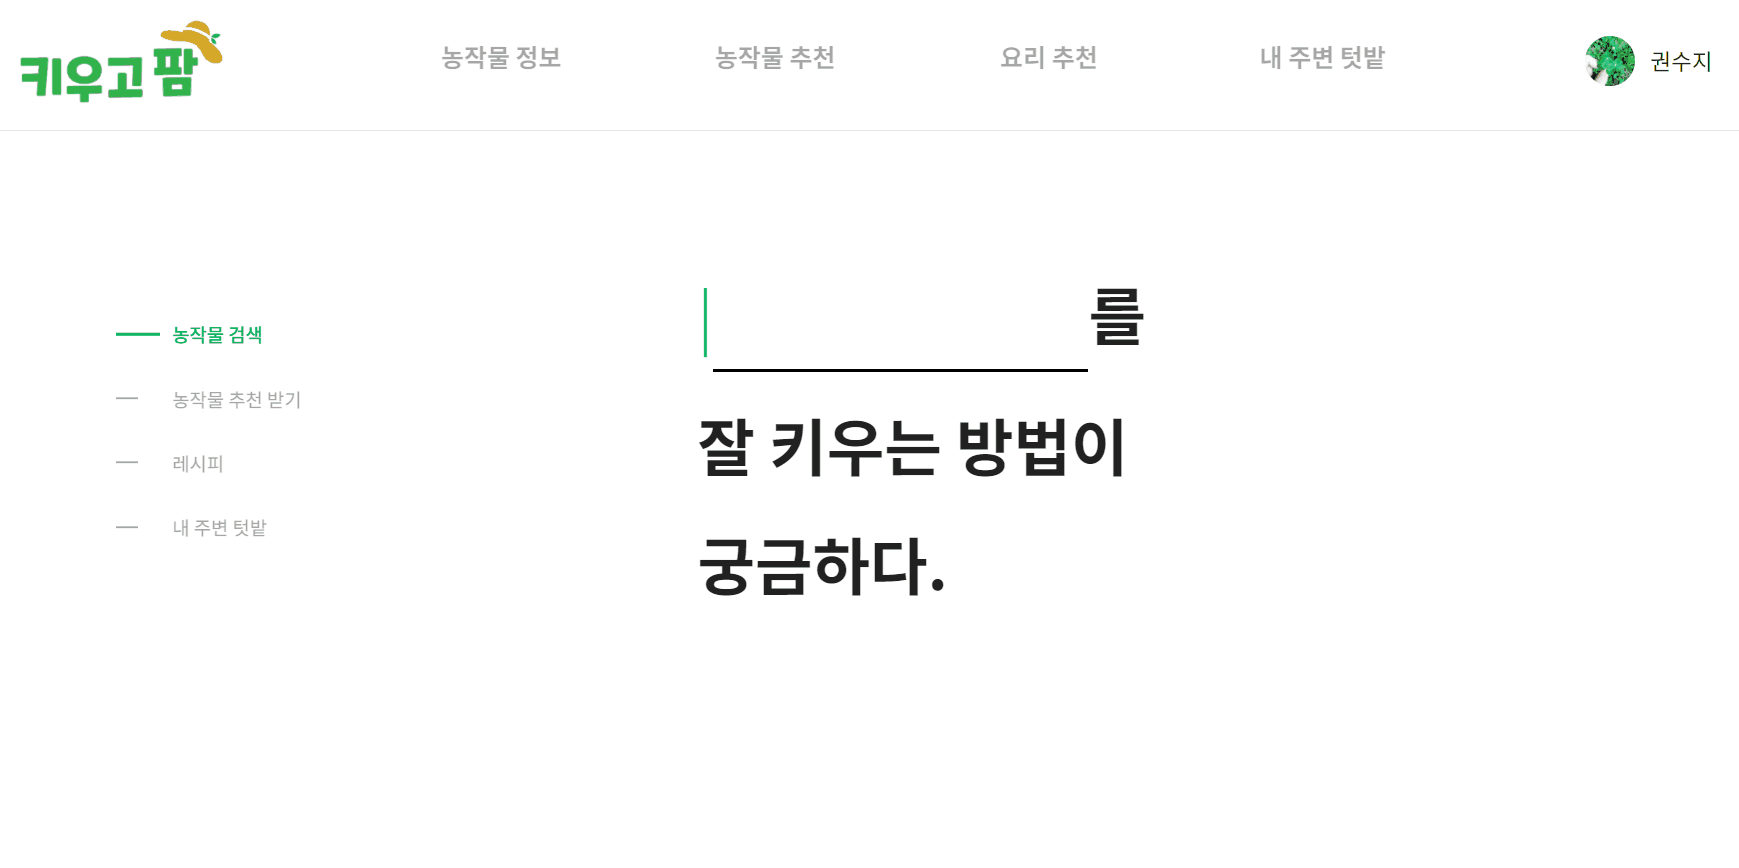 키우고 팜
농작물 정보
농작물 추천
요리 추천
내 주변 텃밭
권수지
농작물 검색
농작물 추천 받기
레시피
내 주변 텃밭
를
잘 키우는 방법이
궁금하다.